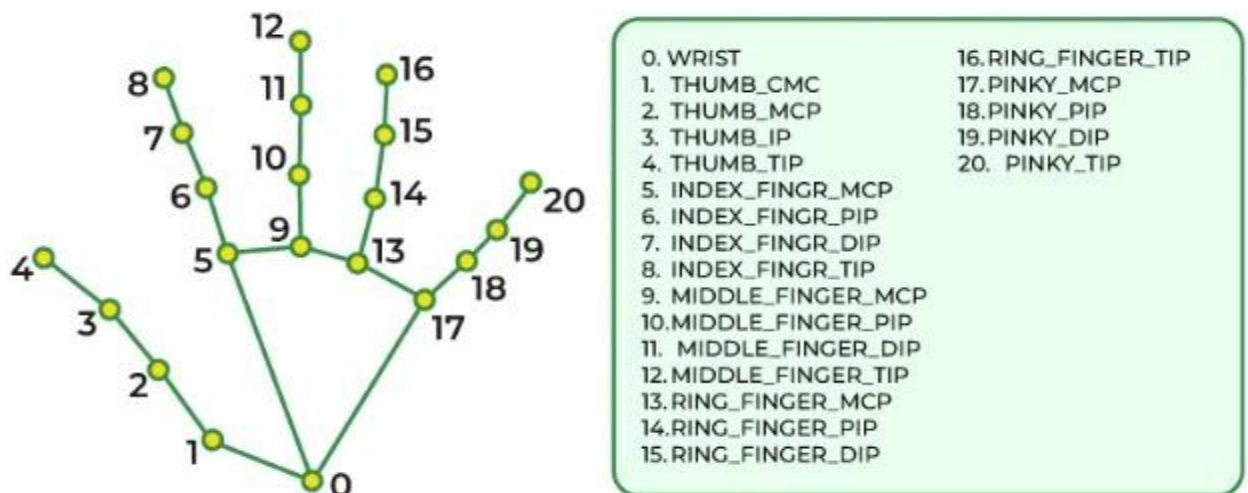 12
16
8
11
7
15
10
6
14
20
9
19
5
13
4
18
3
17
2
1
0
0. WRIST
1. THUMB_CMC
2. THUMB_MCP
3. THUMB_IP
4. THUMB_TIP
5. INDEX_FINGR_MCP
6. INDEX_FINGR_PIP
7. INDEX_FINGR_DIP
8. INDEX_FINGR_TIP
9. MIDDLE_FINGER_MCP
10.MIDDLE_FINGER_PIP
11. MIDDLE_FINGER_DIP
12.MIDDLE_FINGER_TIP
13.RING_FINGER_MCP
14.RING_FINGER_PIP
15.RING_FINGER_DIP
16.RING_FINGER_TIP
17.PINKY_MCP
18.PINKY_PIP
19.PINKY_DIP
20. PINKY_TIP